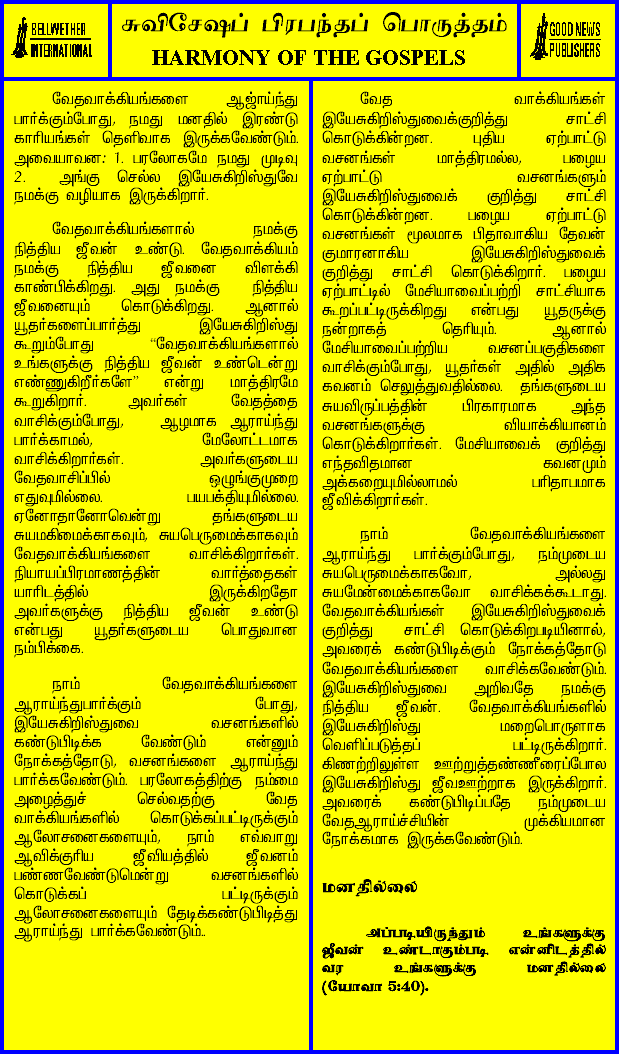 BELLWETHER
INTERNATIONAL
சுவிசேஷப் பிரபந்தப் பொருத்தம்
HARMONY OF THE GOSPELS
GOOD NEWS
PUBLISHERS
வேதவாக்கியங்களை ஆஜாய்ந்து
பார்க்கும்போது, நமது மனதில் இரண்டு
காரியங்கள் தெளிவாக இருக்கவேண்டும்.
அவையாவன: 1. பரலோகமே நமது முடிவு
2. அங்கு செல்ல இயேசுகிறிஸ்துவே
நமக்கு வழியாக இருக்கிறார்.
வேதவாக்கியங்களால் நமக்கு
நித்திய ஜீவன் உண்டு. வேதவாக்கியம்
நமக்கு நித்திய ஜீவனை விளக்கி
காண்பிக்கிறது. அது நமக்கு நித்திய
ஜீவனையும் கொடுக்கிறது. ஆனால்
யூதர்களைப்பார்த்து இயேசுகிறிஸ்து
கூறும்போது “வேதவாக்கியங்களால்
உங்களுக்கு நித்திய ஜீவன் உண்டென்று
எண்ணுகிறீர்களே” என்று மாத்திரமே
கூறுகிறார். அவர்கள் வேதத்தை
வாசிக்கும்போது, ஆழமாக ஆராய்ந்து
பார்க்காமல், மேலோட்டமாக
வாசிக்கிறார்கள். அவர்களுடைய
வேதவாசிப்பில் ஒழுங்குமுறை
எதுவுமில்லை. பயபக்தியுமில்லை.
ஏனோதானோவென்று தங்களுடைய
சுயமகிமைக்காகவும், சுயபெருமைக்காகவும்
வேதவாக்கியங்களை வாசிக்கிறார்கள்.
நியாயப்பிரமாணத்தின் வார்த்தைகள்
யாரிடத்தில் இருக்கிறதோ
அவர்களுக்கு நித்திய ஜீவன் உண்டு
என்பது யூதர்களுடைய பொதுவான
நம்பிக்கை.
நாம் வேதவாக்கியங்களை
ஆராய்ந்துபார்க்கும் போது,
இயேசுகிறிஸ்துவை வசனங்களில்
கண்டுபிடிக்க வேண்டும் என்னும்
நோக்கத்தோடு, வசனங்களை ஆராய்ந்து
பார்க்கவேண்டும். பரலோகத்திற்கு நம்மை
அழைத்துச் செல்வதற்கு வேத
வாக்கியங்களில் கொடுக்கப்பட்டிருக்கும்
ஆலோசனைகளையும், நாம் எவ்வாறு
ஆவிக்குரிய ஜீவியத்தில் ஜீவனம்
பண்ணவேண்டுமென்று வசனங்களில்
கொடுக்கப் பட்டிருக்கும்
ஆலோசனைகளையும் தேடிக்கண்டுபிடித்து
ஆராய்ந்து பார்க்கவேண்டும்..
வேத வாக்கியங்கள்
இயேசுகிறிஸ்துவைக்குறித்து சாட்சி
கொடுக்கின்றன. புதிய ஏற்பாட்டு
வசனங்கள் மாத்திரமல்ல, பழைய
ஏற்பாட்டு வசனங்களும்
இயேசுகிறிஸ்துவைக் குறித்து சாட்சி
கொடுக்கின்றன. பழைய ஏற்பாட்டு
வசனங்கள் மூலமாக பிதாவாகிய தேவன்
குமாரனாகிய இயேசுகிறிஸ்துவைக்
குறித்து சாட்சி கொடுக்கிறார். பழைய
ஏற்பாட்டில் மேசியாவைப்பற்றி சாட்சியாக
கூறப்பட்டிருக்கிறது என்பது யூதருக்கு
நன்றாகத் தெரியும். ஆனால்
மேசியாவைப்பற்றிய வசனப்பகுதிகளை
வாசிக்கும்போது, யூதர்கள் அதில் அதிக
கவனம் செலுத்துவதில்லை. தங்களுடைய
சுயவிருப்பத்தின் பிரகாரமாக அந்த
வசனங்களுக்கு வியாக்கியானம்
கொடுக்கிறார்கள். மேசியாவைக் குறித்து
எந்தவிதமான கவனமும்
அக்கறையுமில்லாமல் பரிதாபமாக
ஜீவிக்கிறார்கள்.
நாம் வேதவாக்கியங்களை
ஆராய்ந்து பார்க்கும்போது, நம்முடைய
சுயபெருமைக்காகவோ, அல்லது
சுயமேன்மைக்காகவோ வாசிக்கக்கூடாது.
வேதவாக்கியங்கள் இயேசுகிறிஸ்துவைக்
குறித்து சாட்சி கொடுக்கிறபடியினால்,
அவரைக் கண்டுபிடிக்கும் நோக்கத்தோடு
வேதவாக்கியங்களை வாசிக்கவேண்டும்.
இயேசுகிறிஸ்துவை அறிவதே நமக்கு
நித்திய ஜீவன். வேதவாக்கியங்களில்
இயேசுகிறிஸ்து மறைபொருளாக
வெளிப்படுத்தப் பட்டிருக்கிறார்.
கிணற்றிலுள்ள ஊற்றுத்தண்ணீரைப்போல
இயேசுகிறிஸ்து ஜீவஊற்றாக இருக்கிறார்.
அவரைக் கண்டுபிடிப்பதே நம்முடைய
வேதஆராய்ச்சியின் முக்கியமான
நோக்கமாக இருக்கவேண்டும்.
மனதில்லை
அப்படியிருந்தும் உங்களுக்கு
ஜீவன் உண்டாகும்படி என்னிடத்தில்
வர உங்களுக்கு மனதில்லை
(யோவா 5:40).